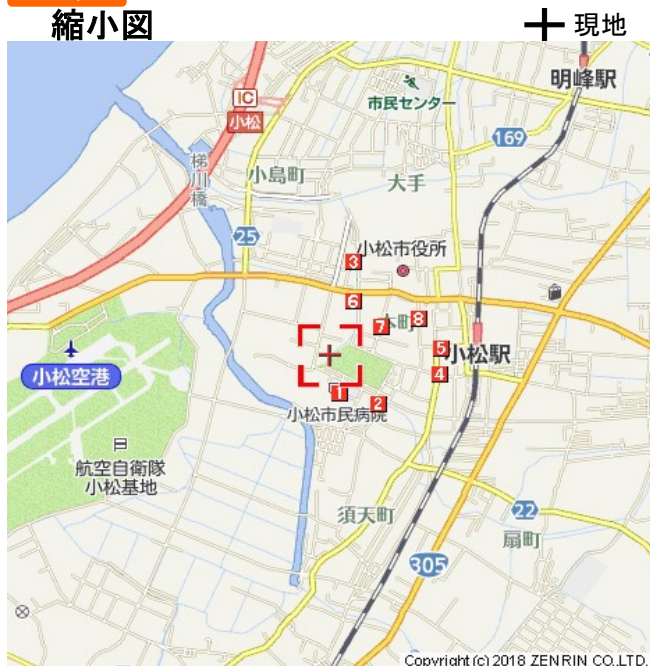 縮小図
現地
明峰駅
IC
小松
市民センター
169
梯川橋
小島町
大手
25
小松市役所
3
6
7
本町
8
5
小松駅
4
小松空港
1
2
小松市民病院
航空自衛隊
小松基地
須天町
22
扇町
305
Copyright(c)2018 ZENRIN CO.LTD.